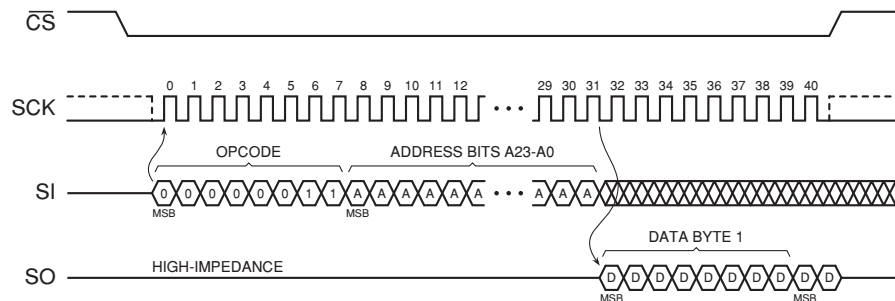 CS
0 1 2 3 4 5 6 7 8 9 10 11 12 29 30 31 32 33 34 35 36 37 38 39 40
SCK
OPCODE ADDRESS BITS A23-A0
SI 0 0 0 0 0 0 1 1 A A A A A A A A A
MSB MSB
DATA BYTE 1
SO HIGH-IMPEDANCE D D D D D D D D D D
MSB MSB